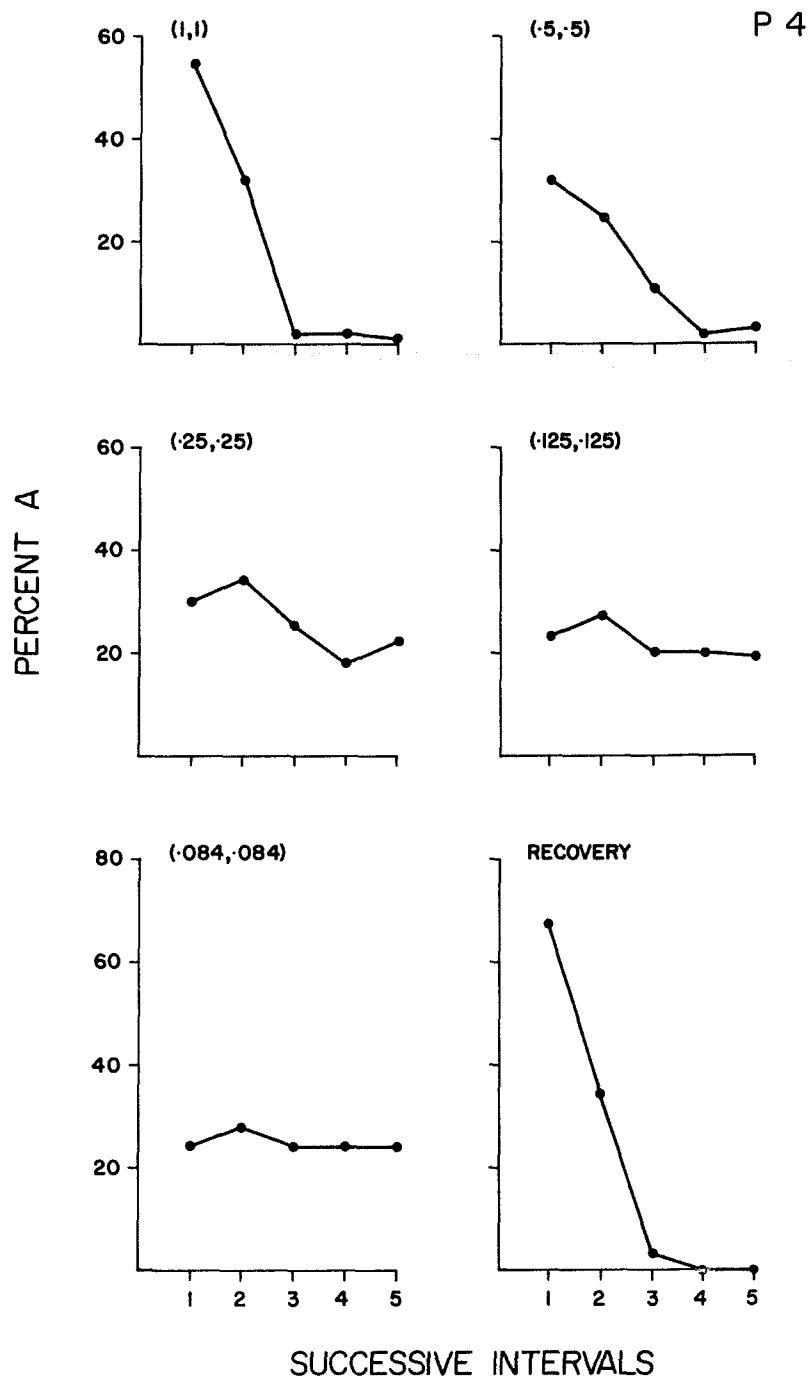 P 4
(1,1)
60
40
20
(·5,·5)
PERCENT A
(·25,·25)
60
40
20
(·125,·125)
(·084,·084)
80
60
40
20
1 2 3 4 5
RECOVERY
1 2 3 4 5
SUCCESSIVE INTERVALS